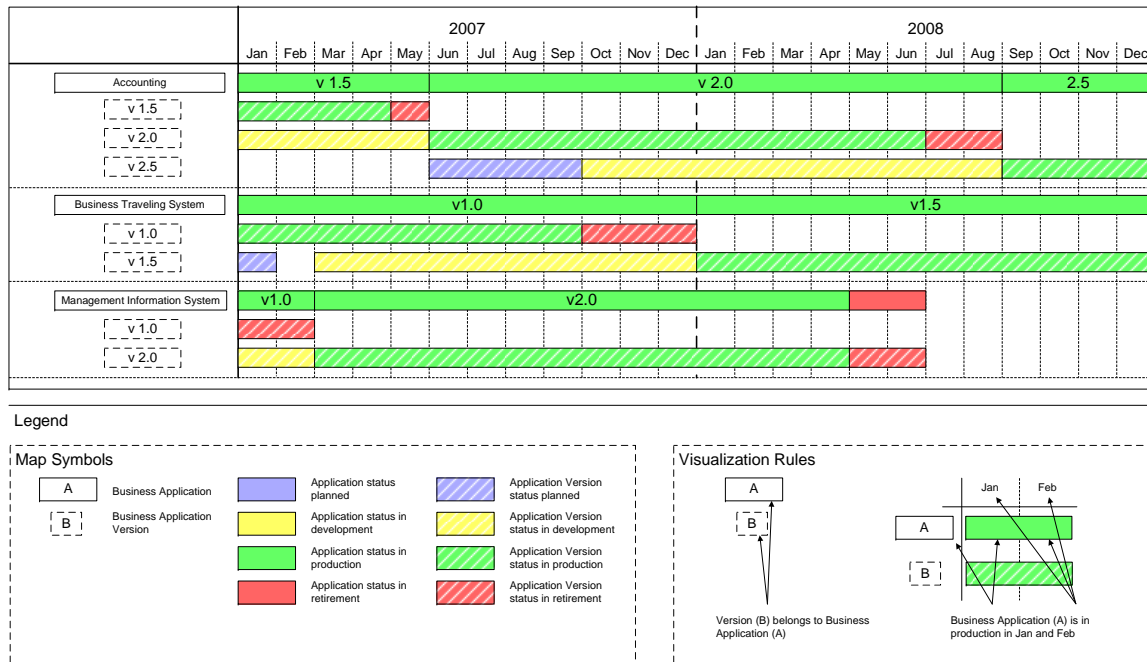 2007 2008
Jan Feb Mar Apr May Jun Jul Aug Sep Oct Nov Dec Jan Feb Mar Apr May Jun Jul Aug Sep Oct Nov Dec
Accounting v 1.5 v 2.0 2.5
v 1.5
v 2.0
v 2.5
Business Traveling System v1.0 v1.5
v 1.0
v 1.5
Management Information System v1.0 v2.0
v 1.0
v 2.0
Legend
Map Symbols
A Business Application
B Business Application
Version
Application status
planned
Application status in
development
Application status in
production
Application status in
retirement
Application Version
status planned
Application Version
status in development
Application Version
status in production
Application Version
status in retirement
Visualization Rules
A
B
Version (B) belongs to Business
Application (A)
Jan Feb
A
B
Business Application (A) is in
production in Jan and Feb